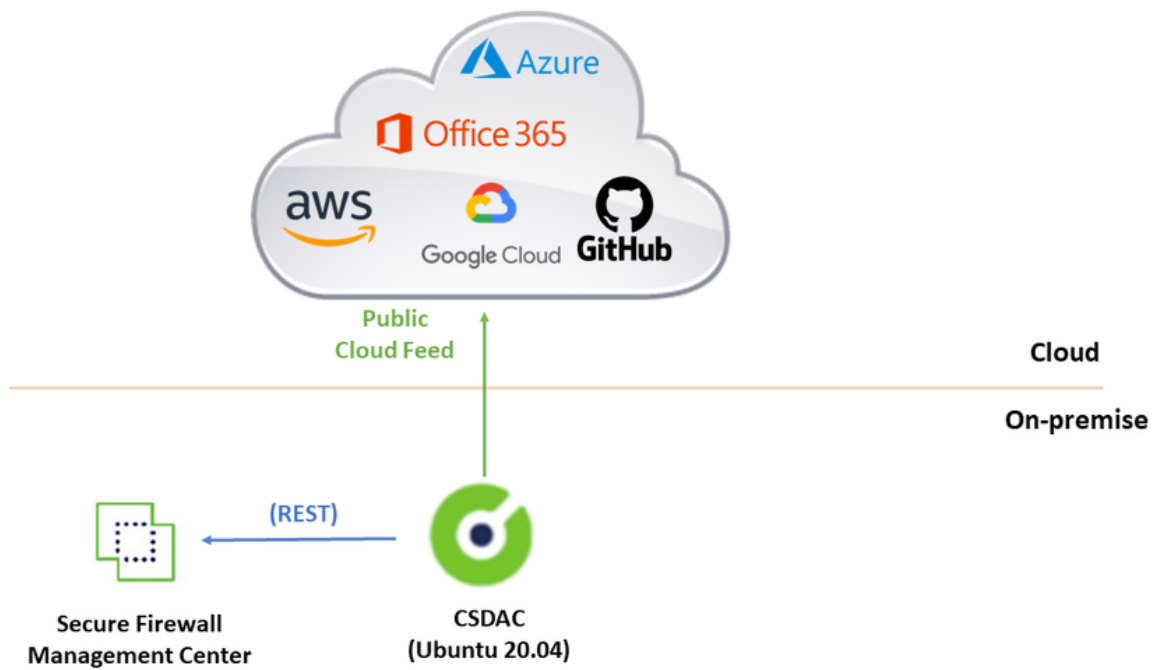 Azure
Office 365
aws
Google Cloud
GitHub
Public
Cloud Feed
Cloud
On-premise
(REST)
CSDAC
(Ubuntu 20.04)
Secure Firewall
Management Center